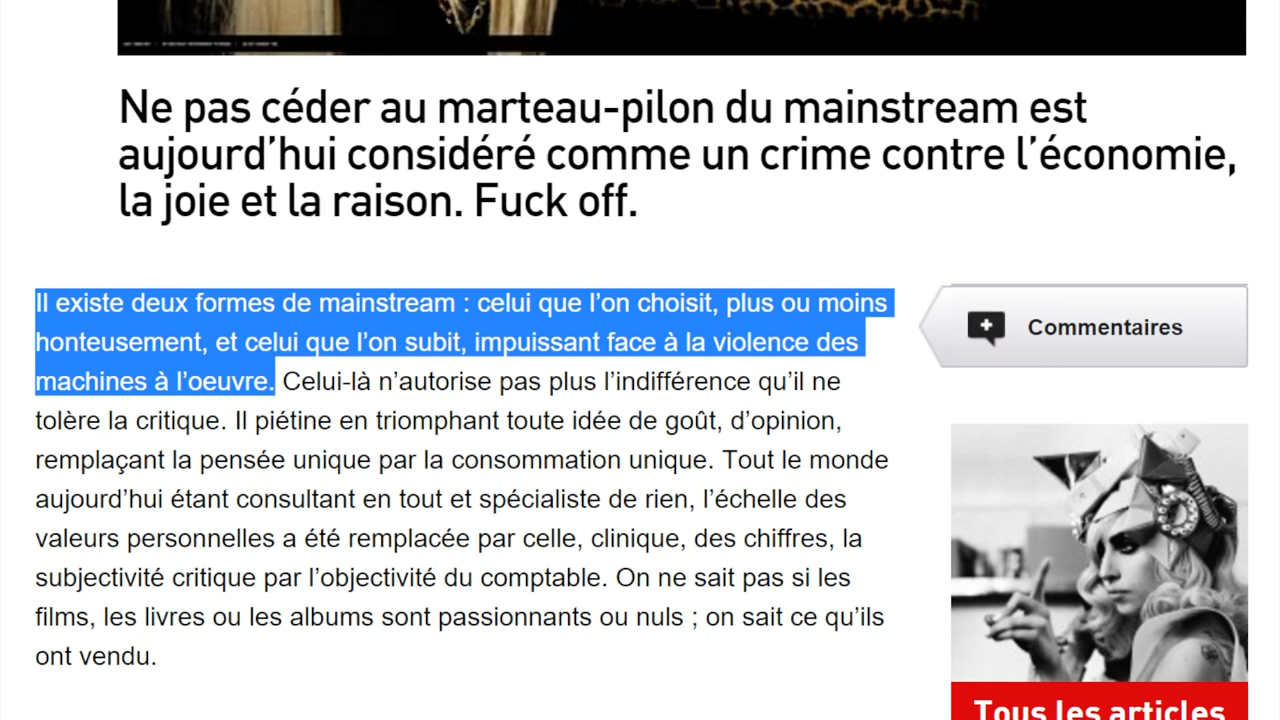 Ne pas céder au marteau-pilon du mainstream est
aujourd’hui considéré comme un crime contre l’économie,
la joie et la raison. Fuck off.
Il existe deux formes de mainstream : celui que l’on choisit, plus ou moins
honteusement, et celui que l’on subit, impuissant face à la violence des
machines à l’oeuvre. Celui-là n’autorise pas plus l’indifférence qu’il ne
tolère la critique. Il piétine en triomphant toute idée de goût, d’opinion,
remplaçant la pensée unique par la consommation unique. Tout le monde
aujourd’hui étant consultant en tout et spécialiste de rien, l’échelle des
valeurs personnelles a été remplacée par celle, clinique, des chiffres, la
subjectivité critique par l’objectivité du comptable. On ne sait pas si les
films, les livres ou les albums sont passionnants ou nuls ; on sait ce qu’ils
ont vendu.
Commentaires
Tous les articles